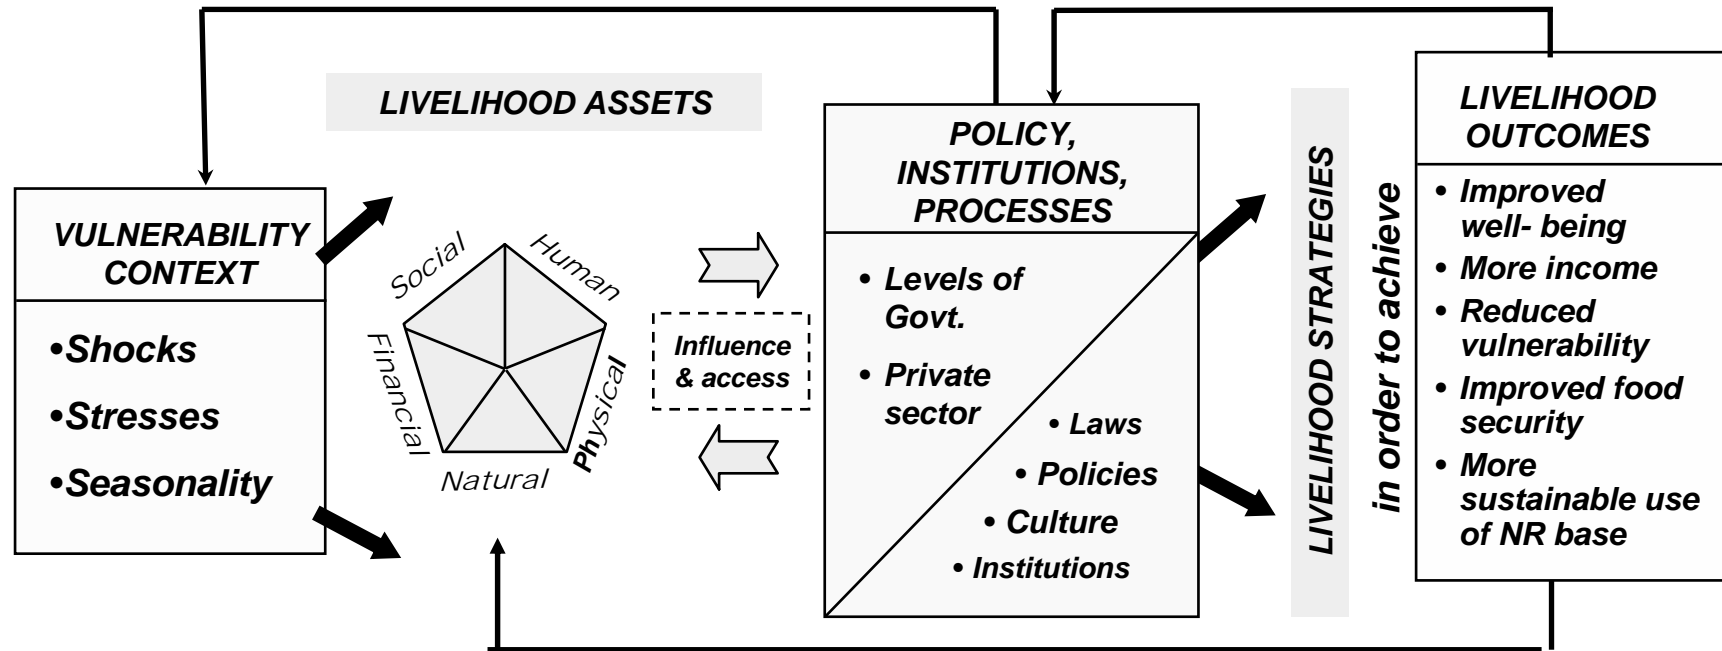 LIVELIHOOD ASSETS
VULNERABILITY
CONTEXT
•Shocks
•Stresses
•Seasonality
Social
Human
Financial
Physical
Natural
Influence
& access
POLICY,
INSTITUTIONS,
PROCESSES
• Levels of
Govt.
• Private
sector
• Laws
• Policies
• Culture
• Institutions
LIVELIHOOD STRATEGIES
in order to achieve
LIVELIHOOD
OUTCOMES
• Improved
well- being
• More income
• Reduced
vulnerability
• Improved food
security
• More
sustainable use
of NR base